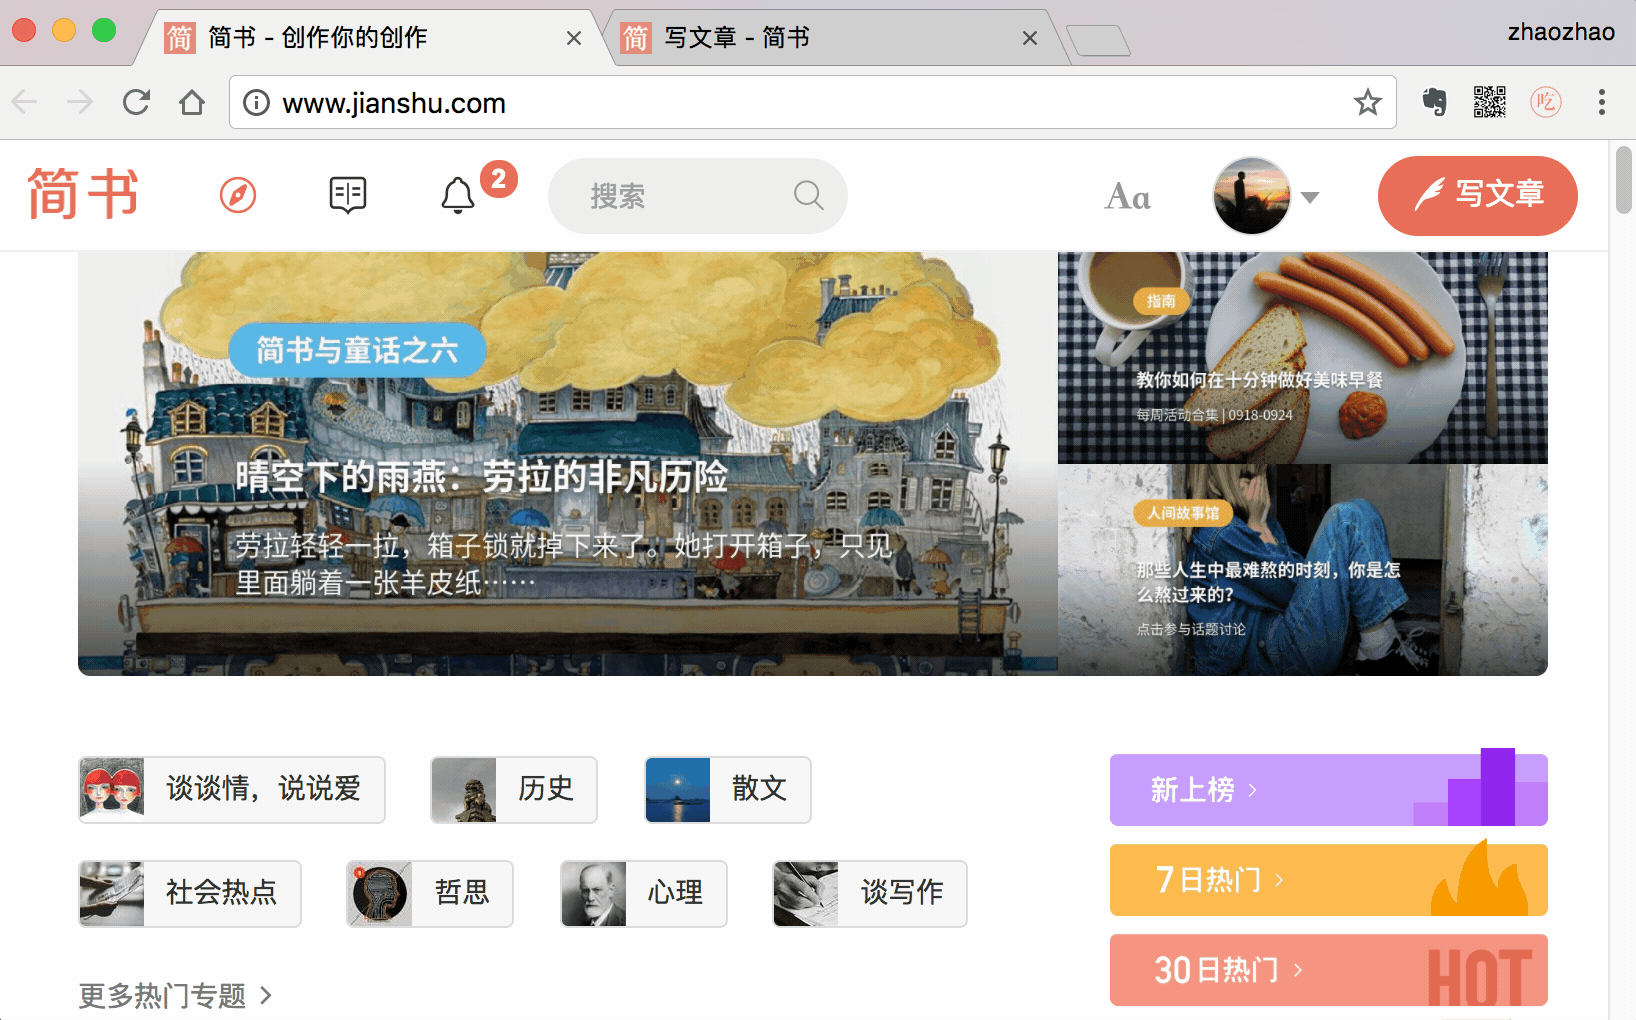 简书 - 创作你的创作
写文章 - 简书
zhaozhao
www.jianshu.com
吃
简书
2
搜索
Aa
写文章
简书与童话之六
晴空下的雨燕：劳拉的非凡历险
劳拉轻轻一拉，箱子锁就掉下来了。她打开箱子，只见
里面躺着一张羊皮纸……
指南
教你如何在十分钟做好美味早餐
每周活动合集 | 0918-0924
人间故事馆
那些人生中最难熬的时刻，你是怎
么熬过来的？
点击参与话题讨论
谈谈情，说说爱
历史
散文
社会热点
哲思
心理
谈写作
更多热门专题
新上榜
7日热门
30日热门
HOT